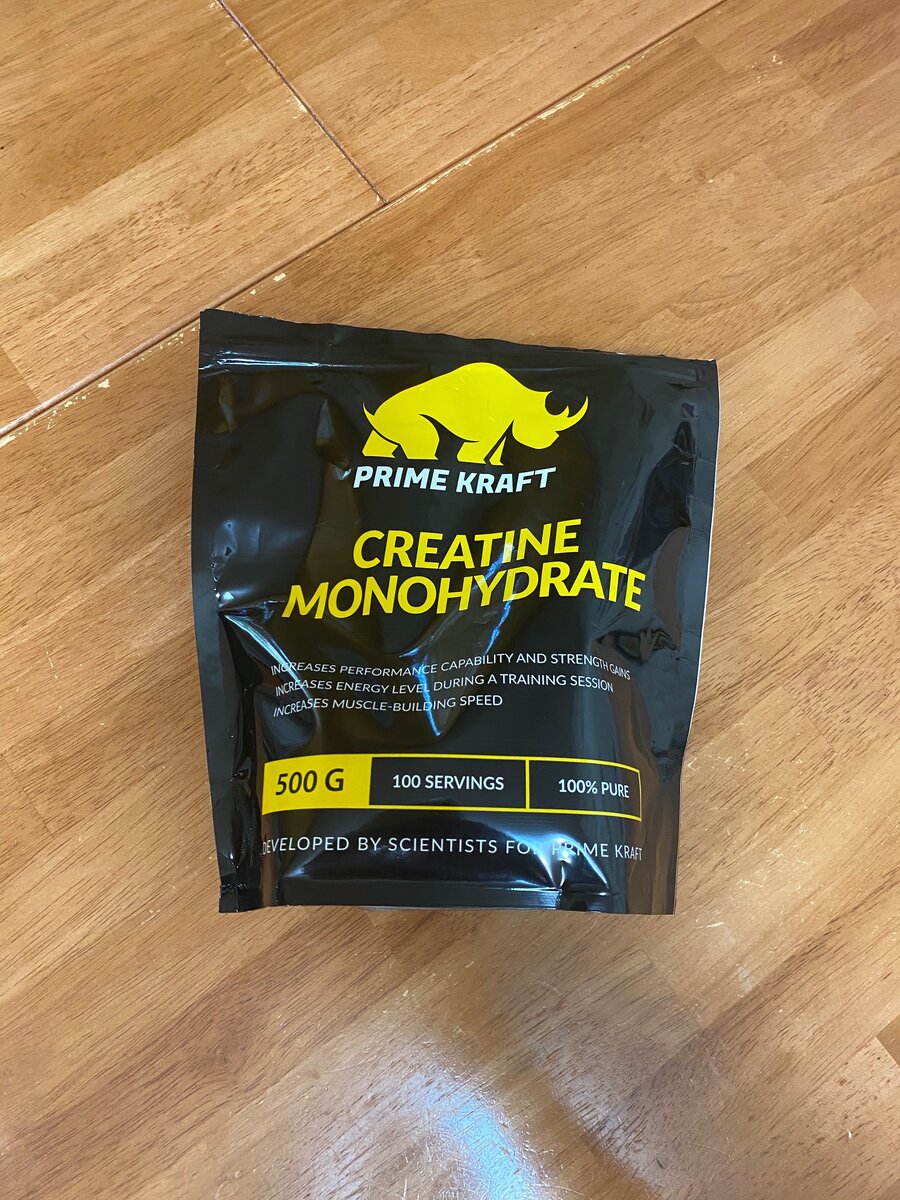 PRIME KRAFT
CREATINE
MONOHYDRATE
INCREASES PERFORMANCE CAPABILITY AND STRENGTH GAINS
INCREASES ENERGY LEVEL DURING A TRAINING SESSION
INCREASES MUSCLE-BUILDING SPEED
500 G 100 SERVINGS 100% PURE
DEVELOPED BY SCIENTISTS FOR PRIME KRAFT